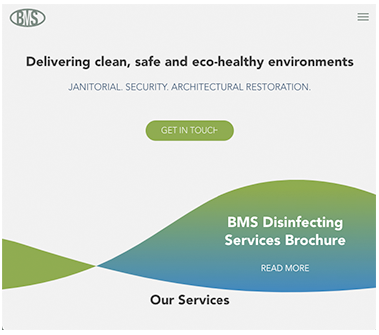 BMS
Delivering clean, safe and eco-healthy environments
JANITORIAL. SECURITY. ARCHITECTURAL RESTORATION.
GET IN TOUCH
BMS Disinfecting
Services Brochure
READ MORE
Our Services